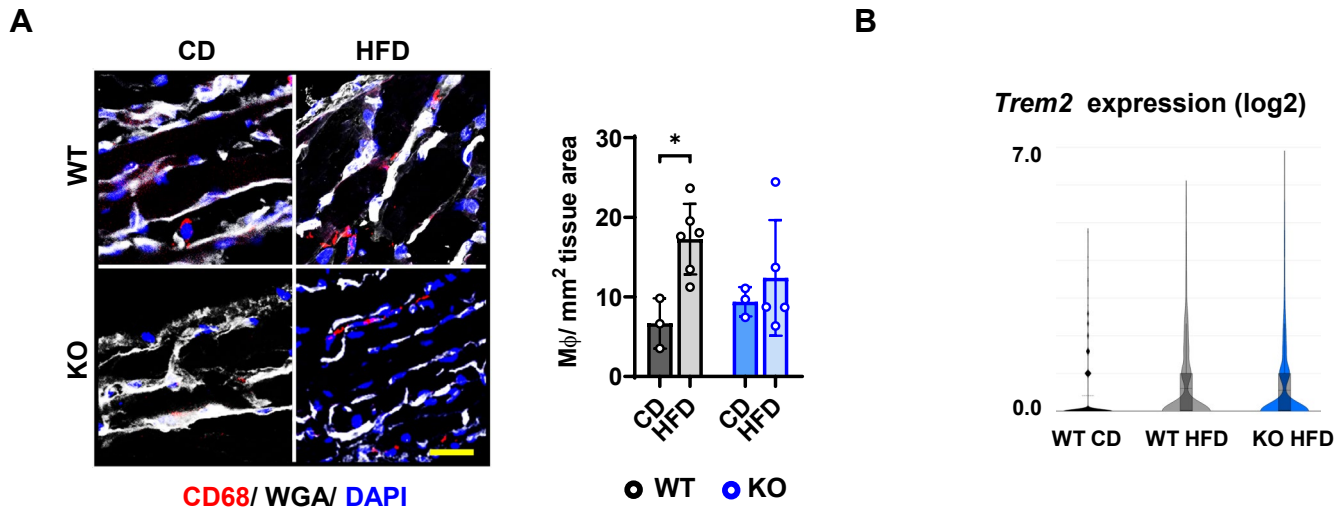 A
CD HFD
WT
KO
CD68/ WGA/ DAPI
Mϕ/ mm² tissue area
30
20
10
0
*
CD HFD CD HFD
WT KO
B
Trem2 expression (log2)
7.0
0.0
WT CD WT HFD KO HFD